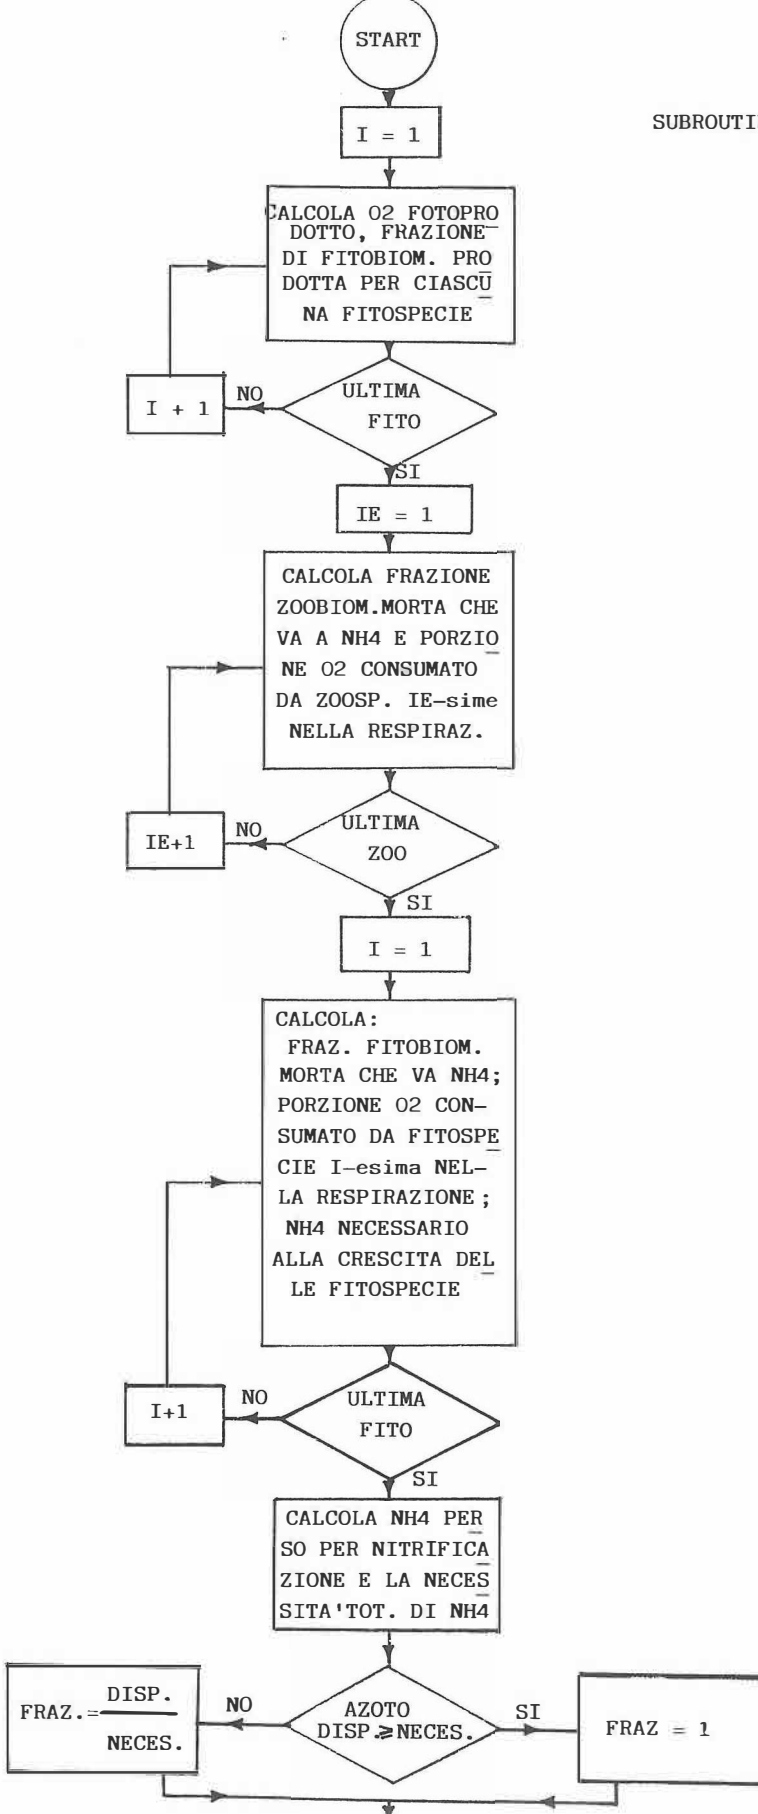 START
I = 1
SUBROUTI
CALCOLA O2 FOTOPRO
DOTTO, FRAZIONE
DI FITOBIOM. PRO
DOTTA PER CIASCU
NA FITOSPECIE
I + 1
NO
ULTIMA
FITO
SI
IE = 1
CALCOLA FRAZIONE
ZOOBIOM.MORTA CHE
VA A NH4 E PORZIO
NE O2 CONSUMATO
DA ZOOSP. IE-sime
NELLA RESPIRAZ.
IE+1
NO
ULTIMA
ZOO
SI
I = 1
CALCOLA:
FRAZ. FITOBIOM.
MORTA CHE VA NH4;
PORZIONE O2 CON-
SUMATO DA FITOSPE
CIE I-esima NEL-
LA RESPIRAZIONE ;
NH4 NECESSARIO
ALLA CRESCITA DEL
LE FITOSPECIE
I+1
NO
ULTIMA
FITO
SI
CALCOLA NH4 PER
SO PER NITRIFICA
ZIONE E LA NECES
SITA'TOT. DI NH4
FRAZ.= DISP.
NECES.
NO
AZOTO
DISP.⩾NECES.
SI
FRAZ = 1